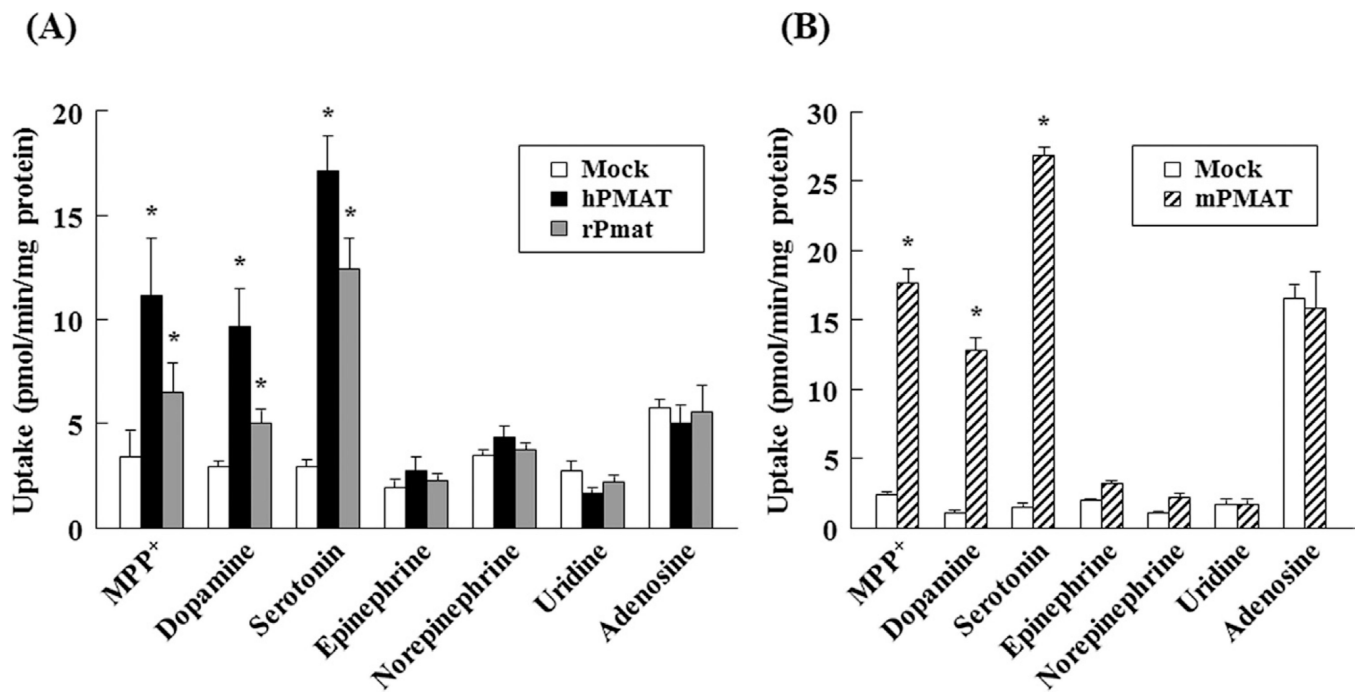 (A)
Uptake (pmol/min/mg protein)
20
15
10
5
0
* * * * * *
Mock
hPMAT
rPmat
MPP+
Dopamine
Serotonin
Epinephrine
Norepinephrine
Uridine
Adenosine
(B)
Uptake (pmol/min/mg protein)
30
25
20
15
10
5
0
* * *
Mock
mPMAT
MPP+
Dopamine
Serotonin
Epinephrine
Norepinephrine
Uridine
Adenosine